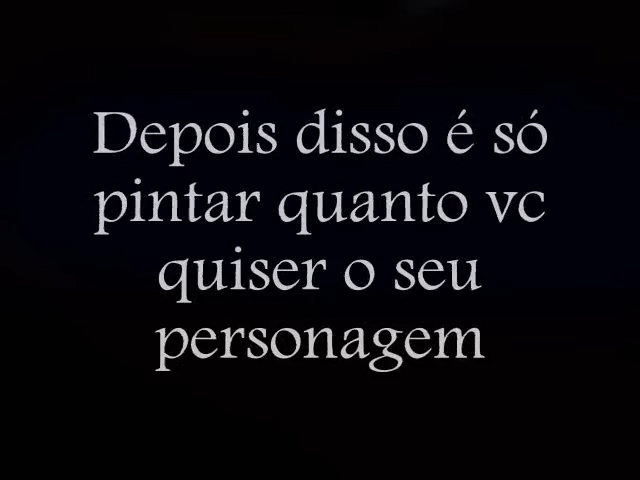 Depois disso é só
pintar quanto vc
quiser o seu
personagem